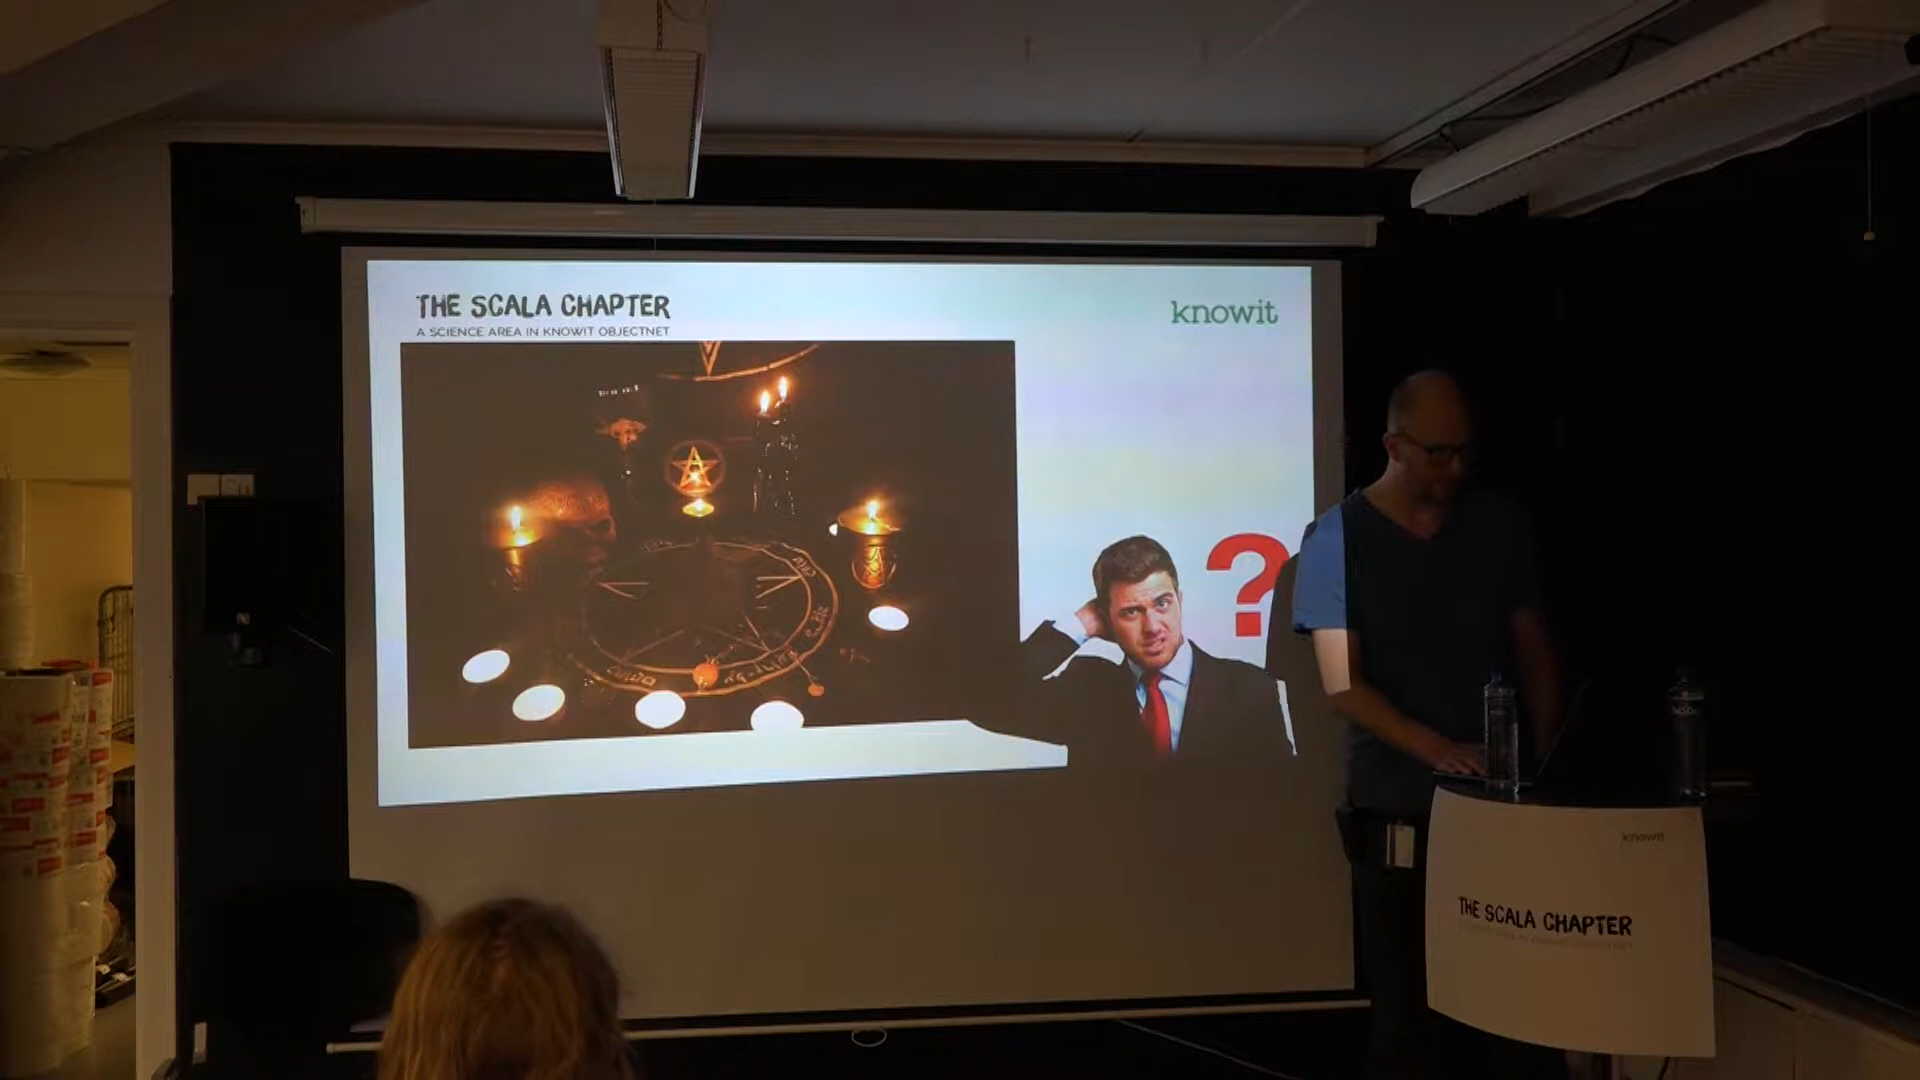 THE SCALA CHAPTER
A SCIENCE AREA IN KNOWIT OBJECTNET
knowit
?
knowit
THE SCALA CHAPTER